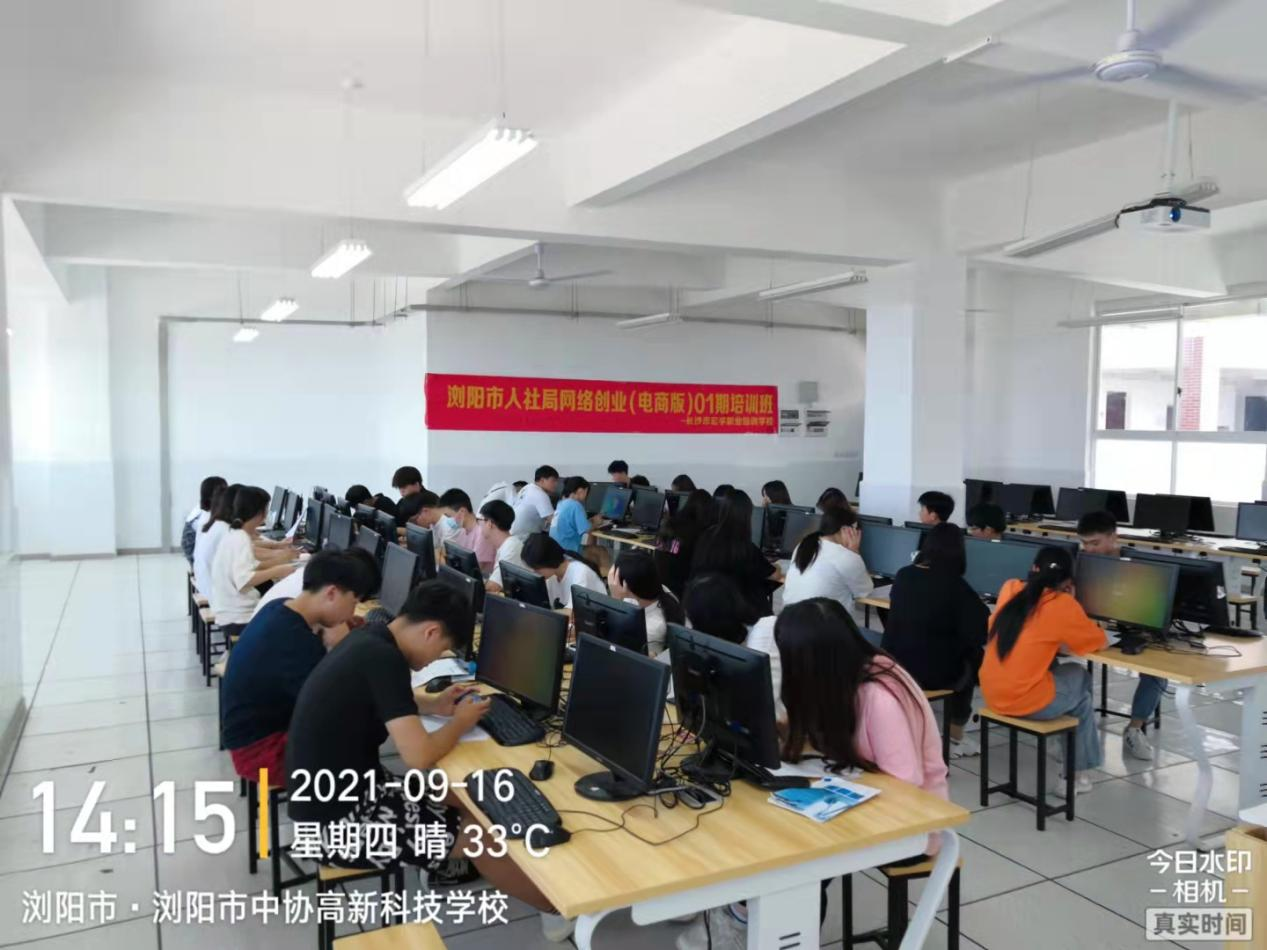 浏阳市人社局网络创业(电商版)01期培训班
14:15
2021-09-16
星期四 晴 33°C
浏阳市·浏阳市中协高新科技学校
今日水印
-相机-
真实时间